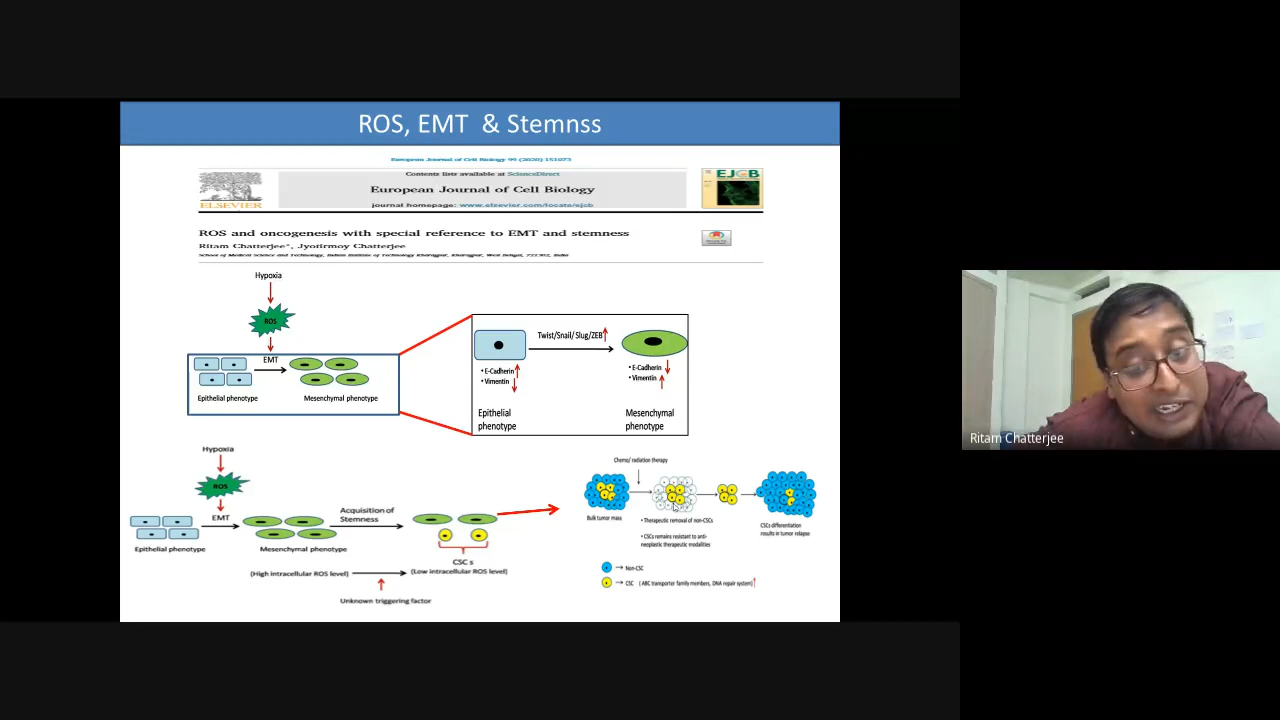 ROS, EMT & Stemnss
European Journal of Cell Biology 99 (2020) 151073
Contents lists available at ScienceDirect
European Journal of Cell Biology
journal homepage: www.elsevier.com/locate/ejcb
ELSEVIER
EJCB
ROS and oncogenesis with special reference to EMT and stemness
Ritam Chatterjee*, Jyotirmoy Chatterjee
School of Medical Science and Technology, Indian Institute of Technology Kharagpur, Kharagpur, West Bengal, 721302, India
Hypoxia
ROS
EMT
Epithelial phenotype
Mesenchymal phenotype
Twist/Snail/ Slug/ZEB
• E-Cadherin
• Vimentin
Epithelial
phenotype
• E-Cadherin
• Vimentin
Mesenchymal
phenotype
Hypoxia
ROS
EMT
Epithelial phenotype
Mesenchymal phenotype
Acquisition of
Stemness
CSC s
(High intracellular ROS level)
(Low intracellular ROS level)
Unknown triggering factor
Chemo/ radiation therapy
Bulk tumor mass
• Therapeutic removal of non-CSCs
• CSCs remains resistant to anti-
neoplastic therapeutic modalities
CSCs differentiation
results in tumor relapse
Non-CSC
CSC ( ABC transporter family members, DNA repair system)
Ritam Chatterjee